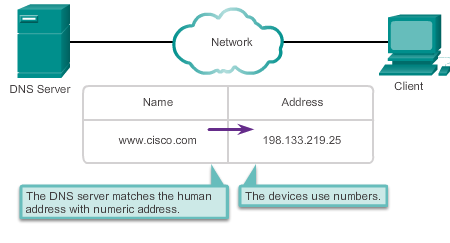 Network
DNS Server
Client
Name Address
www.cisco.com 198.133.219.25
The DNS server matches the human
address with numeric address.
The devices use numbers.